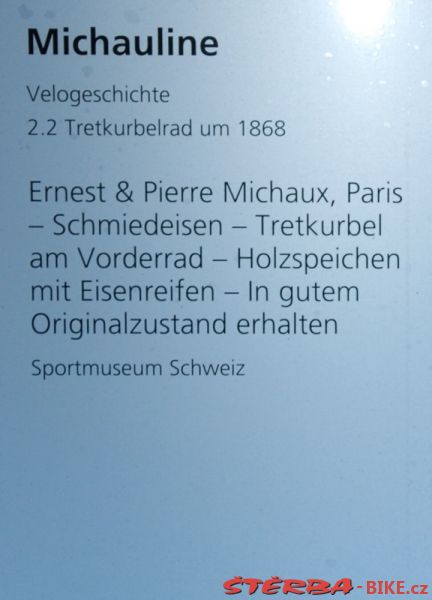 Michauline
Velogeschichte
2.2 Tretkurbelrad um 1868
Ernest & Pierre Michaux, Paris
– Schmiedeisen – Tretkurbel
am Vorderrad – Holzspeichen
mit Eisenreifen – In gutem
Originalzustand erhalten
Sportmuseum Schweiz
ŠTĚRBA-BIKE.cz